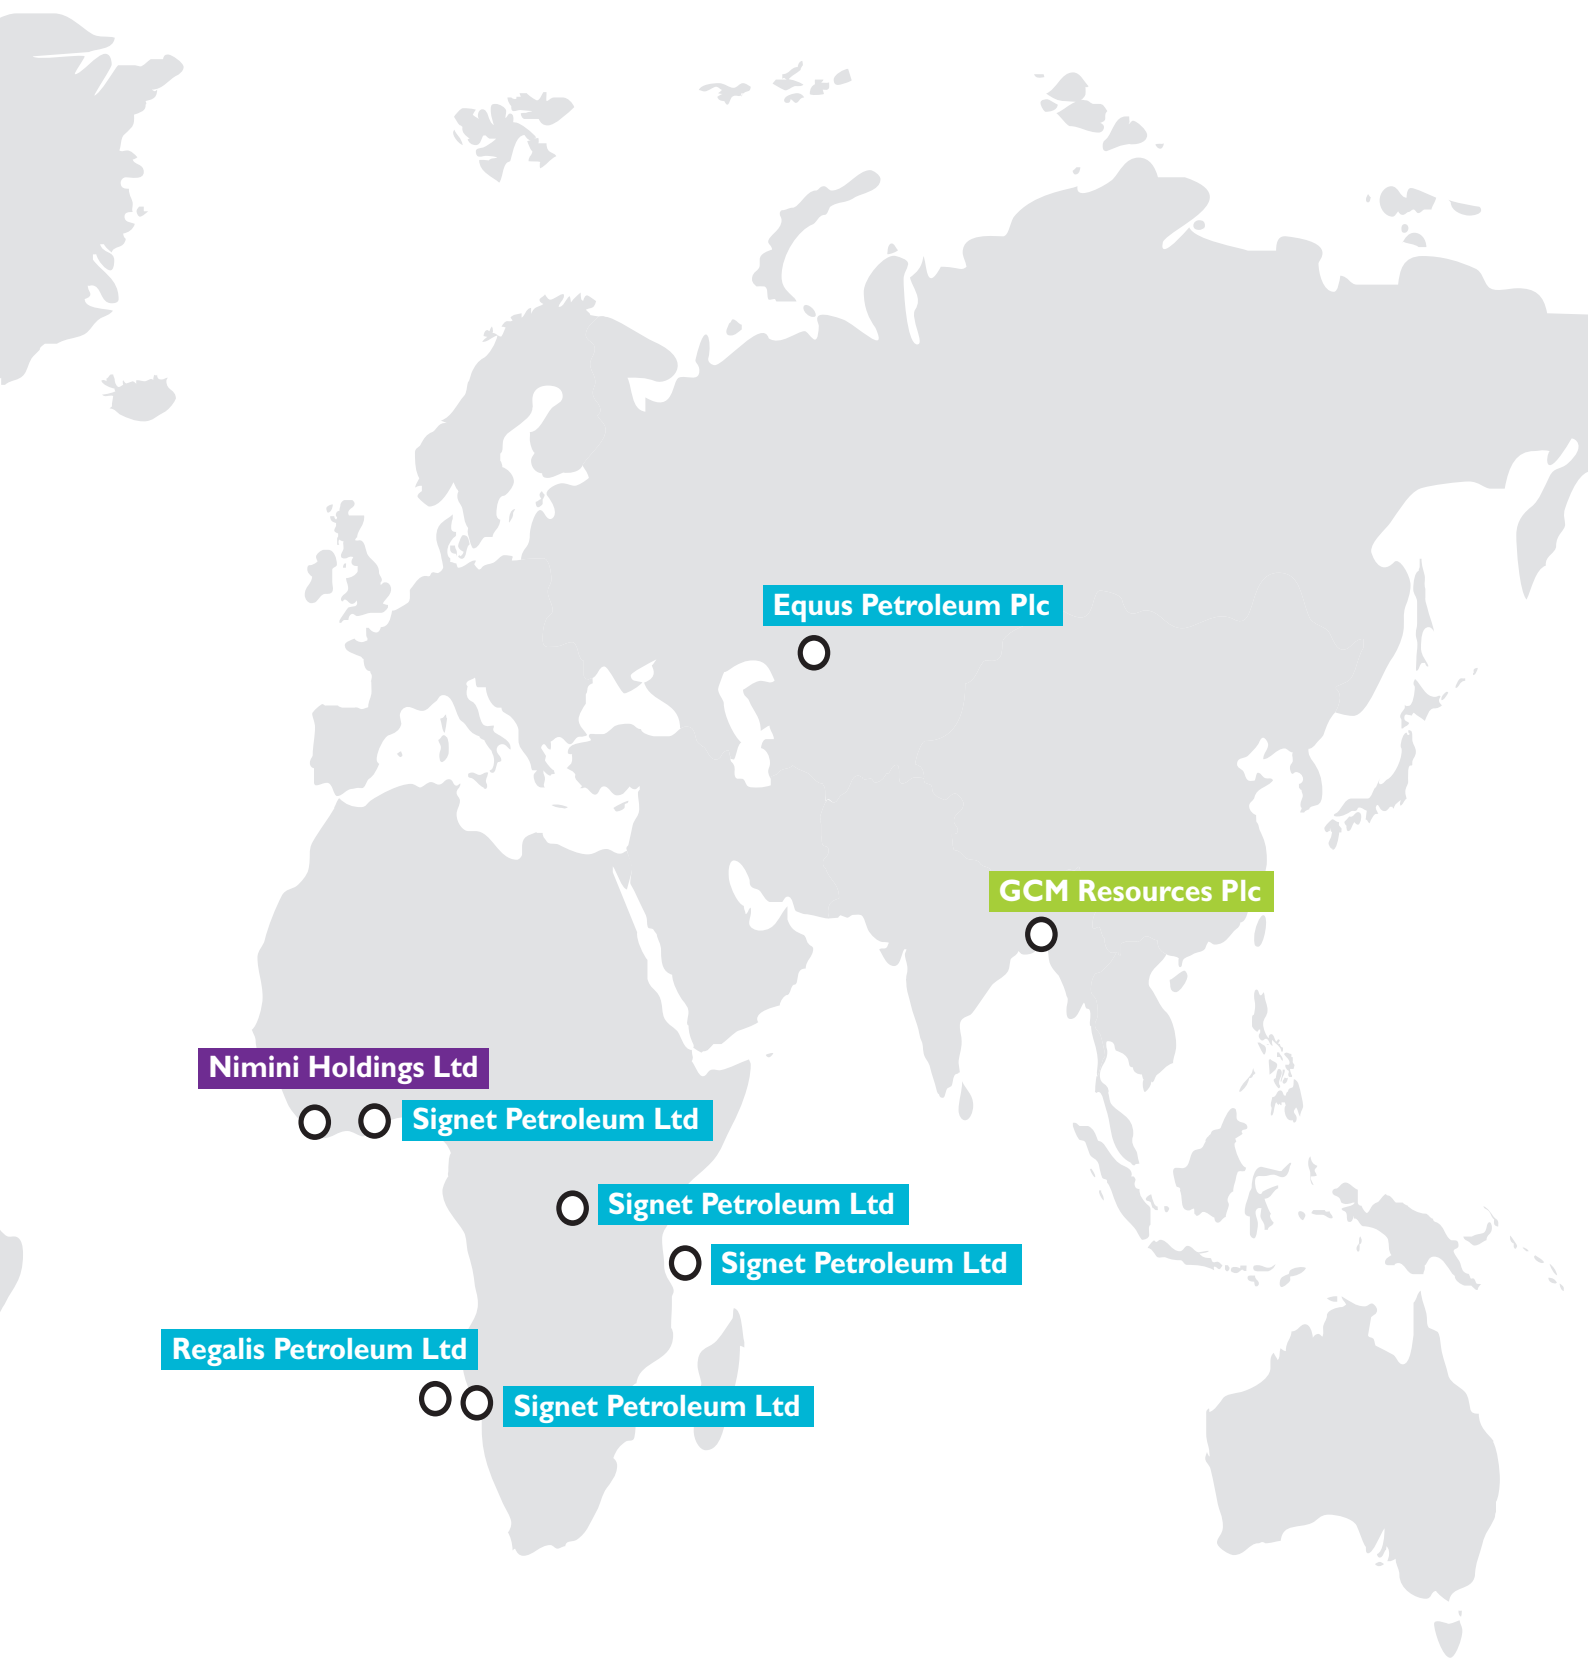 Equus Petroleum Plc
GCM Resources Plc
Nimini Holdings Ltd
Signet Petroleum Ltd
Signet Petroleum Ltd
Signet Petroleum Ltd
Regalis Petroleum Ltd
Signet Petroleum Ltd